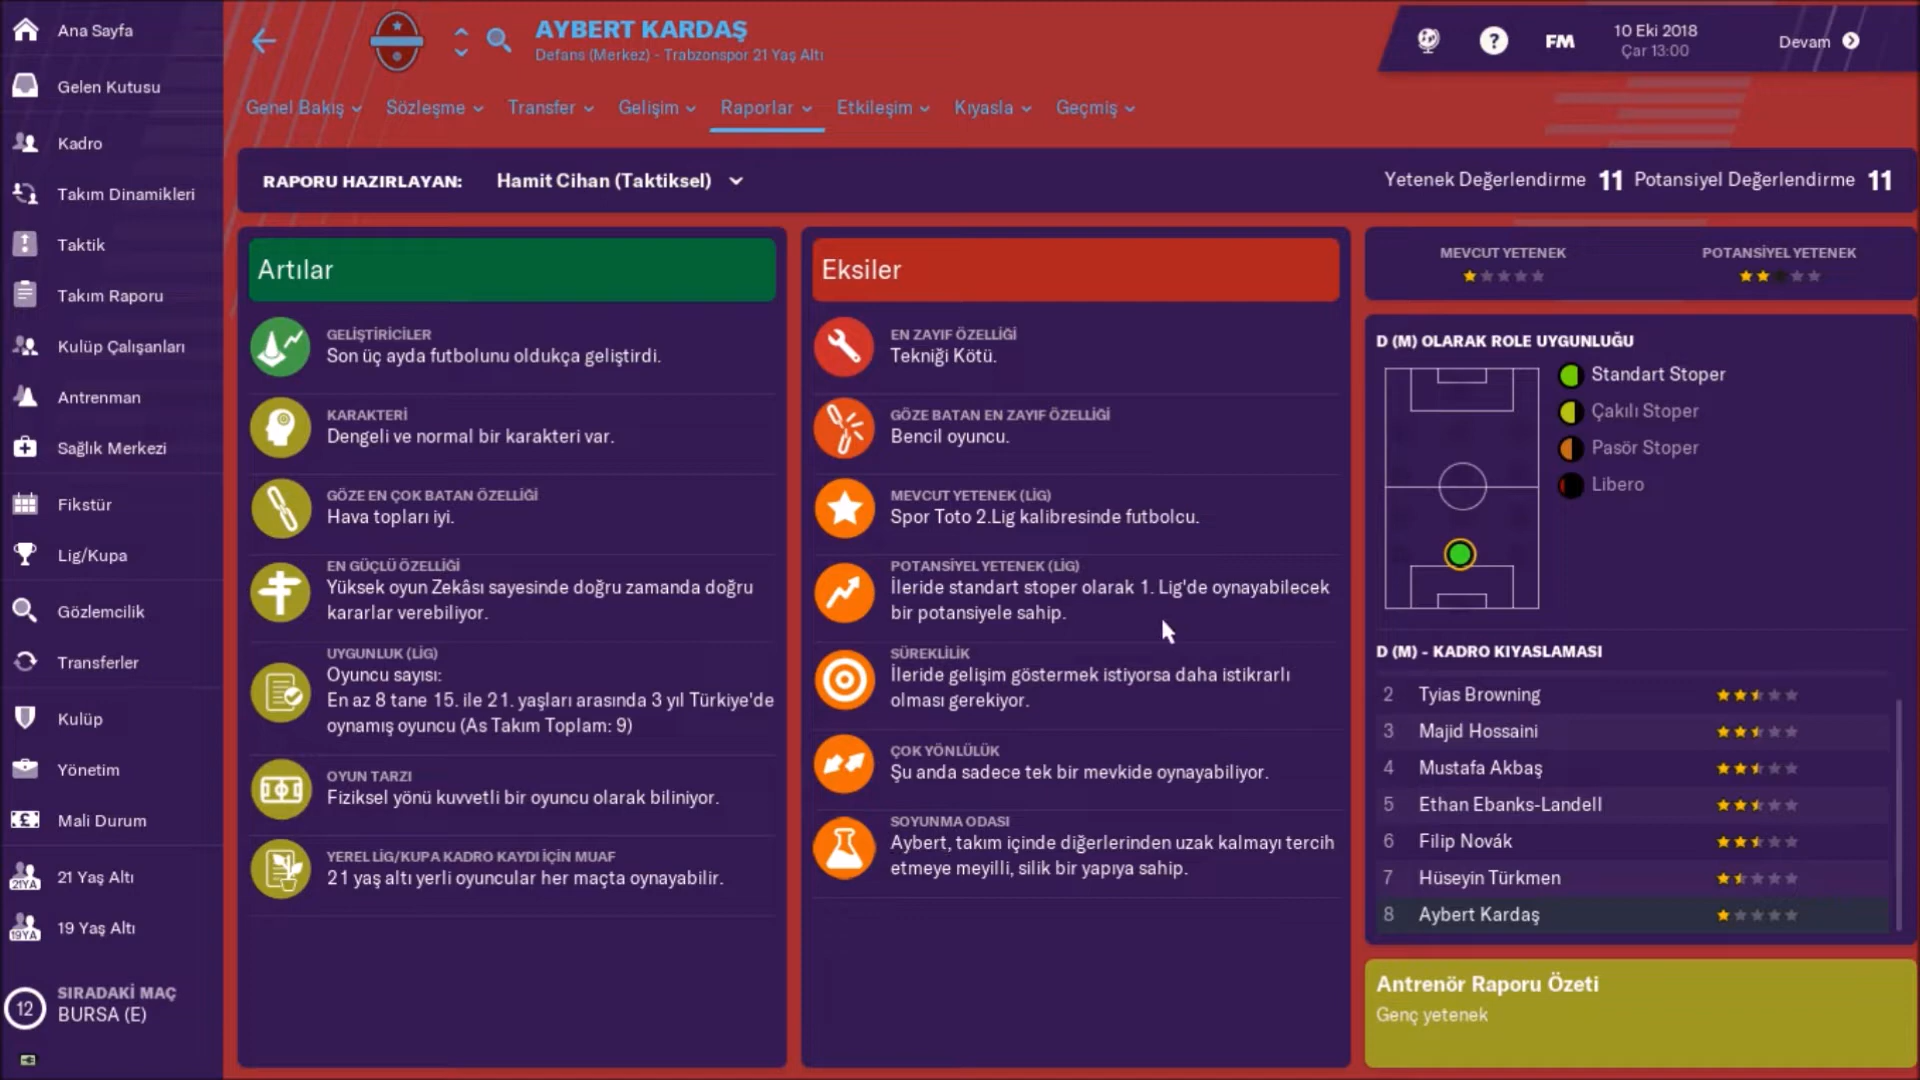 Ana Sayfa
Gelen Kutusu
Kadro
Takım Dinamikleri
Taktik
Takım Raporu
Kulüp Çalışanları
Antrenman
Sağlık Merkezi
Fikstür
Lig/Kupa
Gözlemcilik
Transferler
Kulüp
Yönetim
Mali Durum
21YA
21 Yaş Altı
19YA
19 Yaş Altı
12
SIRADAKİ MAÇ
BURSA (E)
AYBERT KARDAŞ
Defans (Merkez) - Trabzonspor 21 Yaş Altı
?
FM
10 Eki 2018
Çar 13:00
Devam
Genel Bakış
Sözleşme
Transfer
Gelişim
Raporlar
Etkileşim
Kıyasla
Geçmiş
RAPORU HAZIRLAYAN:
Hamit Cihan (Taktiksel)
Yetenek Değerlendirme 11
Potansiyel Değerlendirme 11
Artılar
GELİŞTİRİCİLER
Son üç ayda futbolunu oldukça geliştirdi.
KARAKTERİ
Dengeli ve normal bir karakteri var.
GÖZE EN ÇOK BATAN ÖZELLİĞİ
Hava topları iyi.
EN GÜÇLÜ ÖZELLİĞİ
Yüksek oyun Zekâsı sayesinde doğru zamanda doğru
kararlar verebiliyor.
UYGUNLUK (LİG)
Oyuncu sayısı:
En az 8 tane 15. ile 21. yaşları arasında 3 yıl Türkiye'de
oynamış oyuncu (As Takım Toplam: 9)
OYUN TARZI
Fiziksel yönü kuvvetli bir oyuncu olarak biliniyor.
YEREL LİG/KUPA KADRO KAYDI İÇİN MUAF
21 yaş altı yerli oyuncular her maçta oynayabilir.
Eksiler
EN ZAYIF ÖZELLİĞİ
Tekniği Kötü.
GÖZE BATAN EN ZAYIF ÖZELLİĞİ
Bencil oyuncu.
MEVCUT YETENEK (LİG)
Spor Toto 2.Lig kalibresinde futbolcu.
POTANSİYEL YETENEK (LİG)
İleride standart stoper olarak 1. Lig'de oynayabilecek
bir potansiyele sahip.
SÜREKLİLİK
İleride gelişim göstermek istiyorsa daha istikrarlı
olması gerekiyor.
ÇOK YÖNLÜLÜK
Şu anda sadece tek bir mevkide oynayabiliyor.
SOYUNMA ODASI
Aybert, takım içinde diğerlerinden uzak kalmayı tercih
etmeye meyilli, silik bir yapıya sahip.
MEVCUT YETENEK
POTANSİYEL YETENEK
D (M) OLARAK ROLE UYGUNLUĞU
Standart Stoper
Çakılı Stoper
Pasör Stoper
Libero
D (M) - KADRO KIYASLAMASI
2 Tyias Browning
3 Majid Hossaini
4 Mustafa Akbaş
5 Ethan Ebanks-Landell
6 Filip Novák
7 Hüseyin Türkmen
8 Aybert Kardaş
Antrenör Raporu Özeti
Genç yetenek